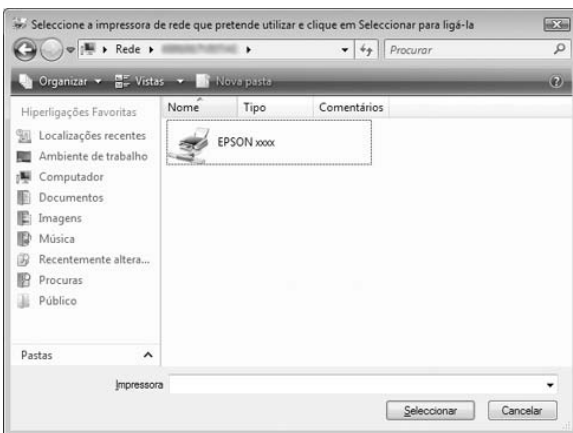 Seleccione a impressora de rede que pretende utilizar e clique em Seleccionar para ligá-la
Rede
Procurar
Organizar Vistas Nova pasta
Hiperligações Favoritas
Localizações recentes
Ambiente de trabalho
Computador
Documentos
Imagens
Música
Recentemente altera...
Procuras
Público
Pastas
Nome Tipo Comentários
EPSON xxxx
Impressora
Seleccionar Cancelar